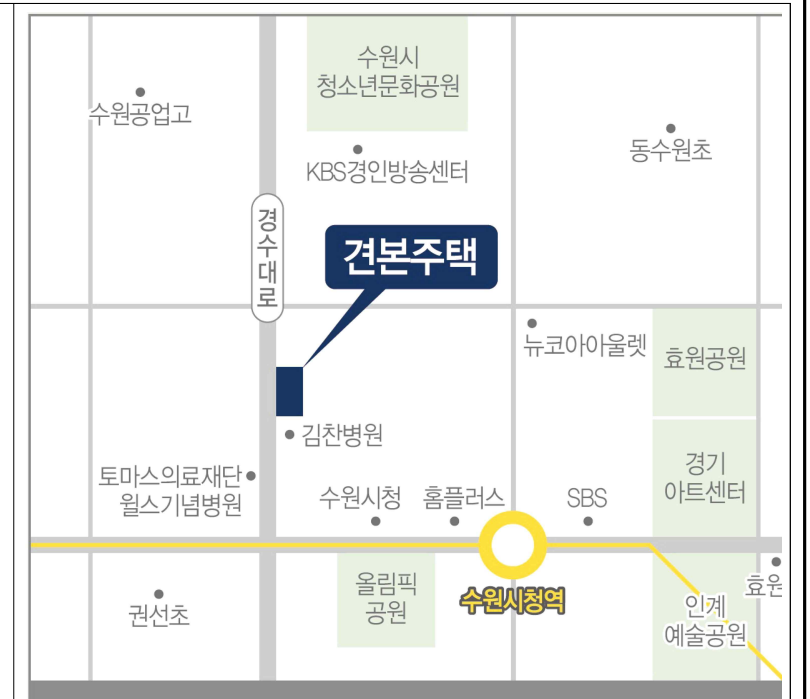 수원시
청소년문화공원
수원공업고
동수원초
KBS경인방송센터
경수대로
견본주택
뉴코아아울렛
효원공원
김찬병원
토마스의료재단
윌스기념병원
경기
아트센터
수원시청
홈플러스
SBS
수원시청역
올림픽
공원
권선초
효원
인계
예술공원